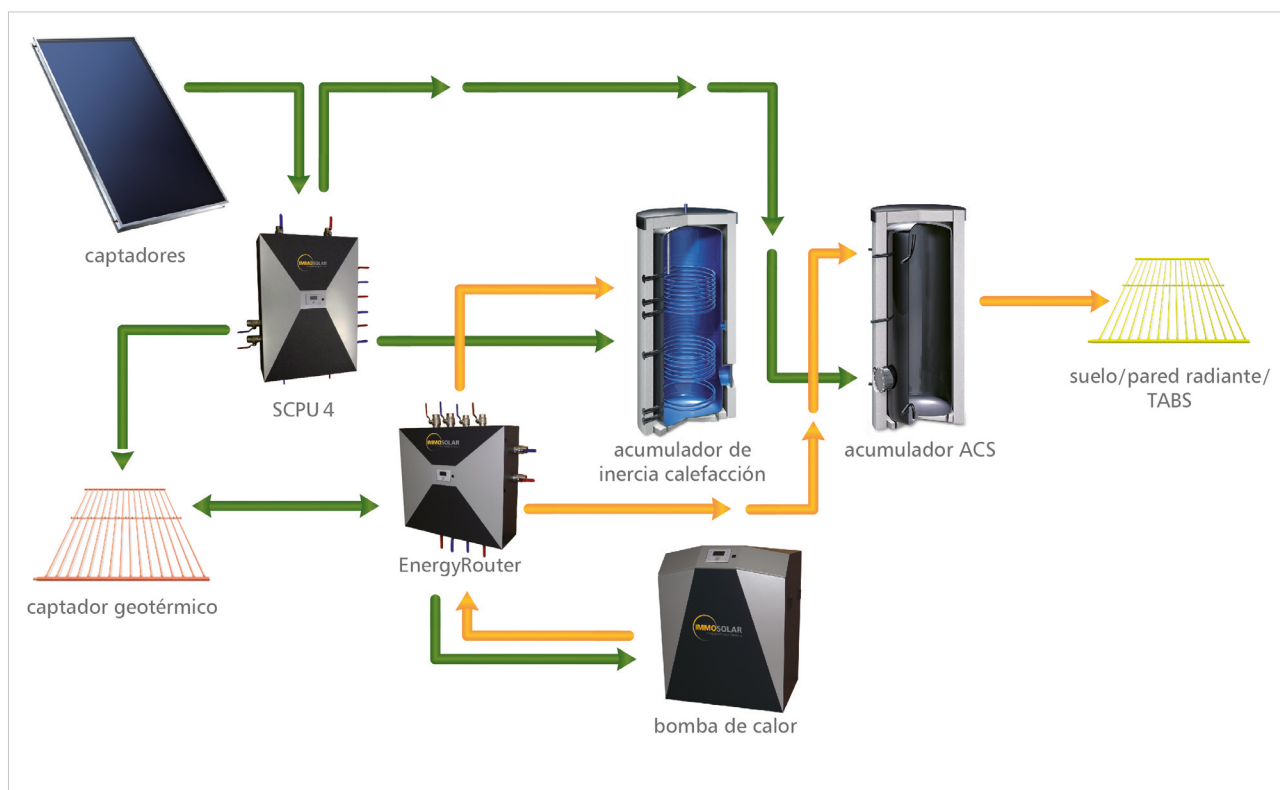 captadores
IMMOSOLAR
SCPU 4
acumulador de
inercia calefacción
acumulador ACS
suelo/pared radiante/
TABS
IMMOSOLAR
EnergyRouter
captador geotérmico
IMMOSOLAR
bomba de calor